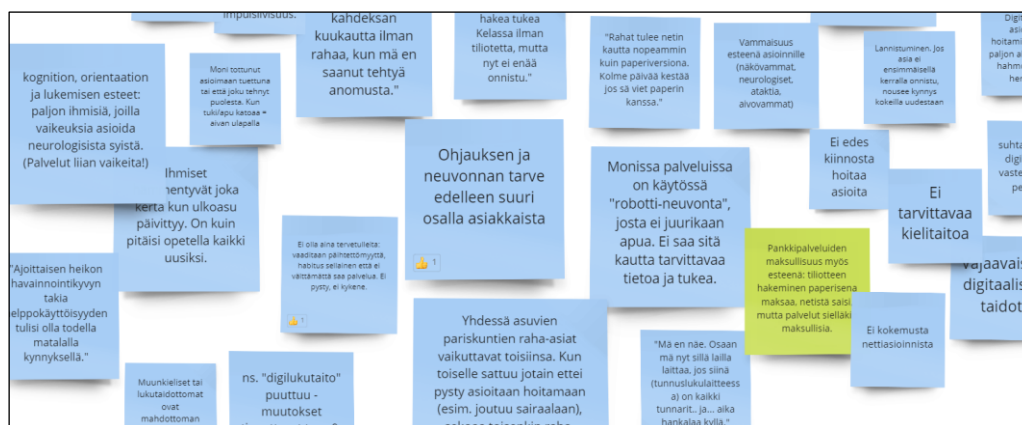 impulsiivisuus.
kahdeksan
kuukautta ilman
rahaa, kun mä en
saanut tehtyä
anomusta."
hakea tukea
Kelassa ilman
tiliotetta, mutta
nyt ei enää
onnistu."
"Rahat tulee netin
kautta nopeammin
kuin paperiversiona.
Kolme päivää kestää
jos sä viet paperin
kanssa."
Vammaisuus
esteenä asioinnille
(näkövammat,
neurologiset,
ataktia,
aivovammat)
Lannistuminen. Jos
asia ei
ensimmäisellä
kerralla onnistu,
nousee kynnys
kokeilla uudestaan
kognition, orientaation
ja lukemisen esteet:
paljon ihmisiä, joilla
vaikeuksia asioida
neurologisista syistä.
(Palvelut liian vaikeita!)
Moni tottunut
asioimaan tuettuna
tai että joku tehnyt
puolesta. Kun
tuki/apu katoaa =
aivan ulapalla
Ihmiset
joka
kerta kun ulkoasu
päivittyy. On kuin
pitäisi opetella kaikki
uusiksi.
Ohjauksen ja
neuvonnan tarve
edelleen suuri
osalla asiakkaista
1
Monissa palveluissa
on käytössä
"robotti-neuvonta",
josta ei juurikaan
apua. Ei saa sitä
kautta tarvittavaa
tietoa ja tukea.
Ei edes
kiinnosta
hoitaa
asioita
Ei
tarvittavaa
kielitaitoa
Ei olla aina tervetulleita:
vaaditaan päihtettömyyttä,
habitus sellainen että ei
välttämättä saa palvelua. Ei
pysty, ei kykene.
1
Pankkipalveluiden
maksullisuus myös
esteenä: tiliotteen
hakeminen paperisena
maksaa, netistä saisi,
mutta palvelut sielläki
maksullisia.
"Ajoittaisen heikon
havainnointikyvyn
takia
helppokäyttöisyyden
tulisi olla todella
matalalla
kynnyksellä."
Yhdessä asuvien
pariskuntien raha-asiat
vaikuttavat toisiinsa. Kun
toiselle sattuu jotain ettei
pysty asioitaan hoitamaan
(esim. joutuu sairaalaan),
Ei kokemusta
nettiasioinnista
"Mä en näe. Osaan
mä nyt sillä lailla
laittaa, jos siinä
(tunnuslukulaitteess
a) on kaikki
tunnarit.. ja... aika
hankalaa kyllä."
Muunkieliset tai
lukutaidottomat
ovat
mahdottoman
ns. "digilukutaito"
puuttuu -
muutokset